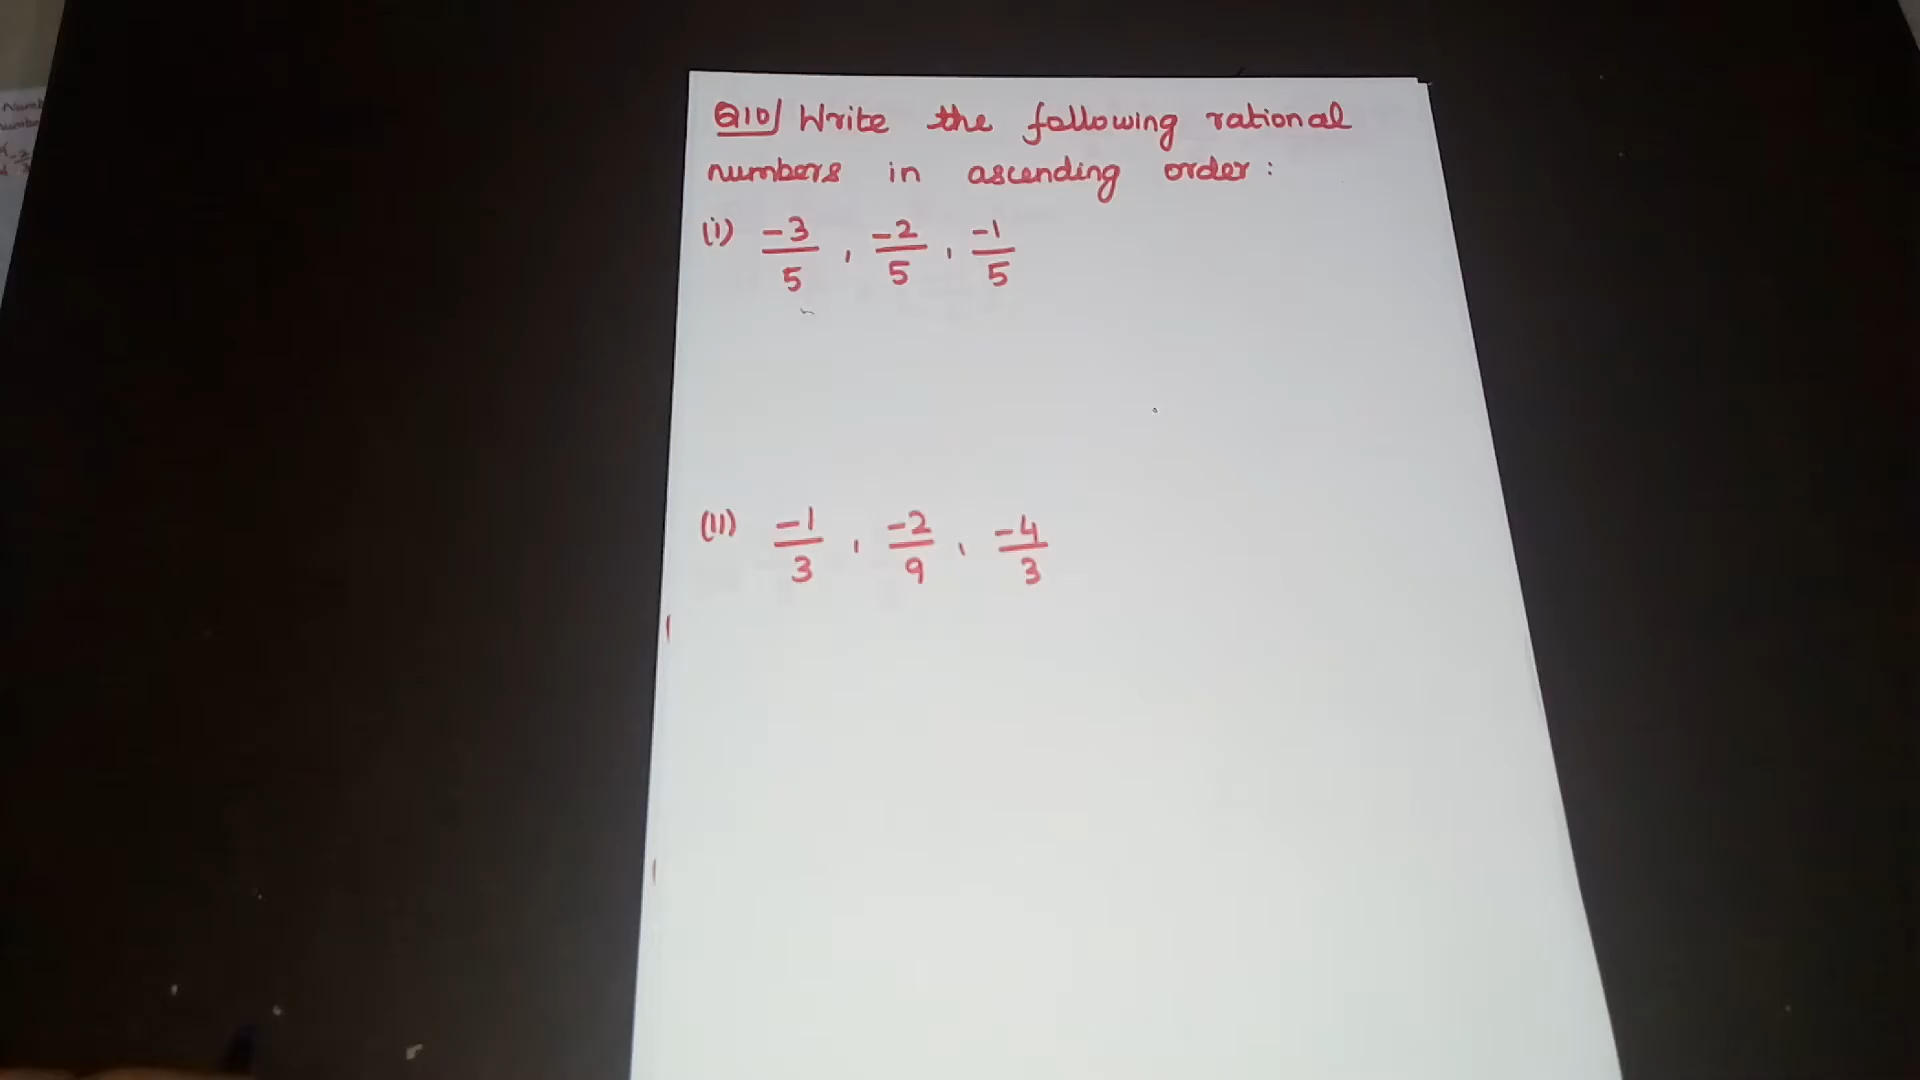 Q10/ Write the following rational
numbers in ascending order:
(i) -3/5, -2/5, -1/5
(ii) -1/3, -2/9, -4/3